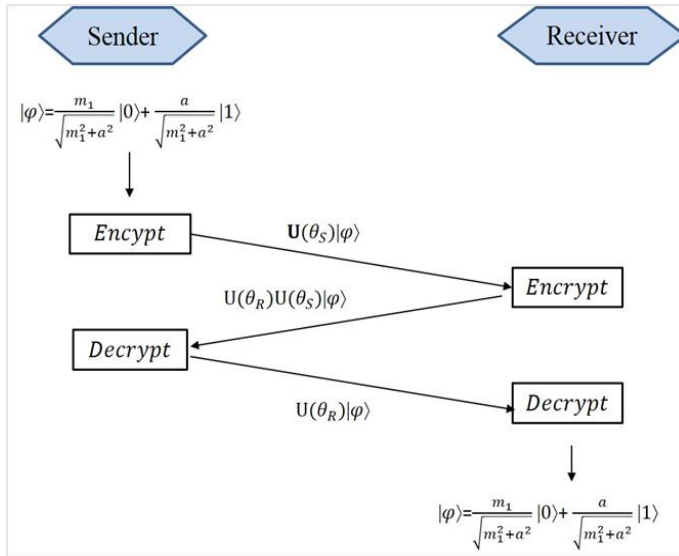 Sender
Receiver
|φ⟩=m₁/√(m₁²+a²)|0⟩+a/√(m₁²+a²)|1⟩
Encypt
U(θ_S)|φ⟩
Encrypt
U(θ_R)U(θ_S)|φ⟩
Decrypt
U(θ_R)|φ⟩
Decrypt
|φ⟩=m₁/√(m₁²+a²)|0⟩+a/√(m₁²+a²)|1⟩